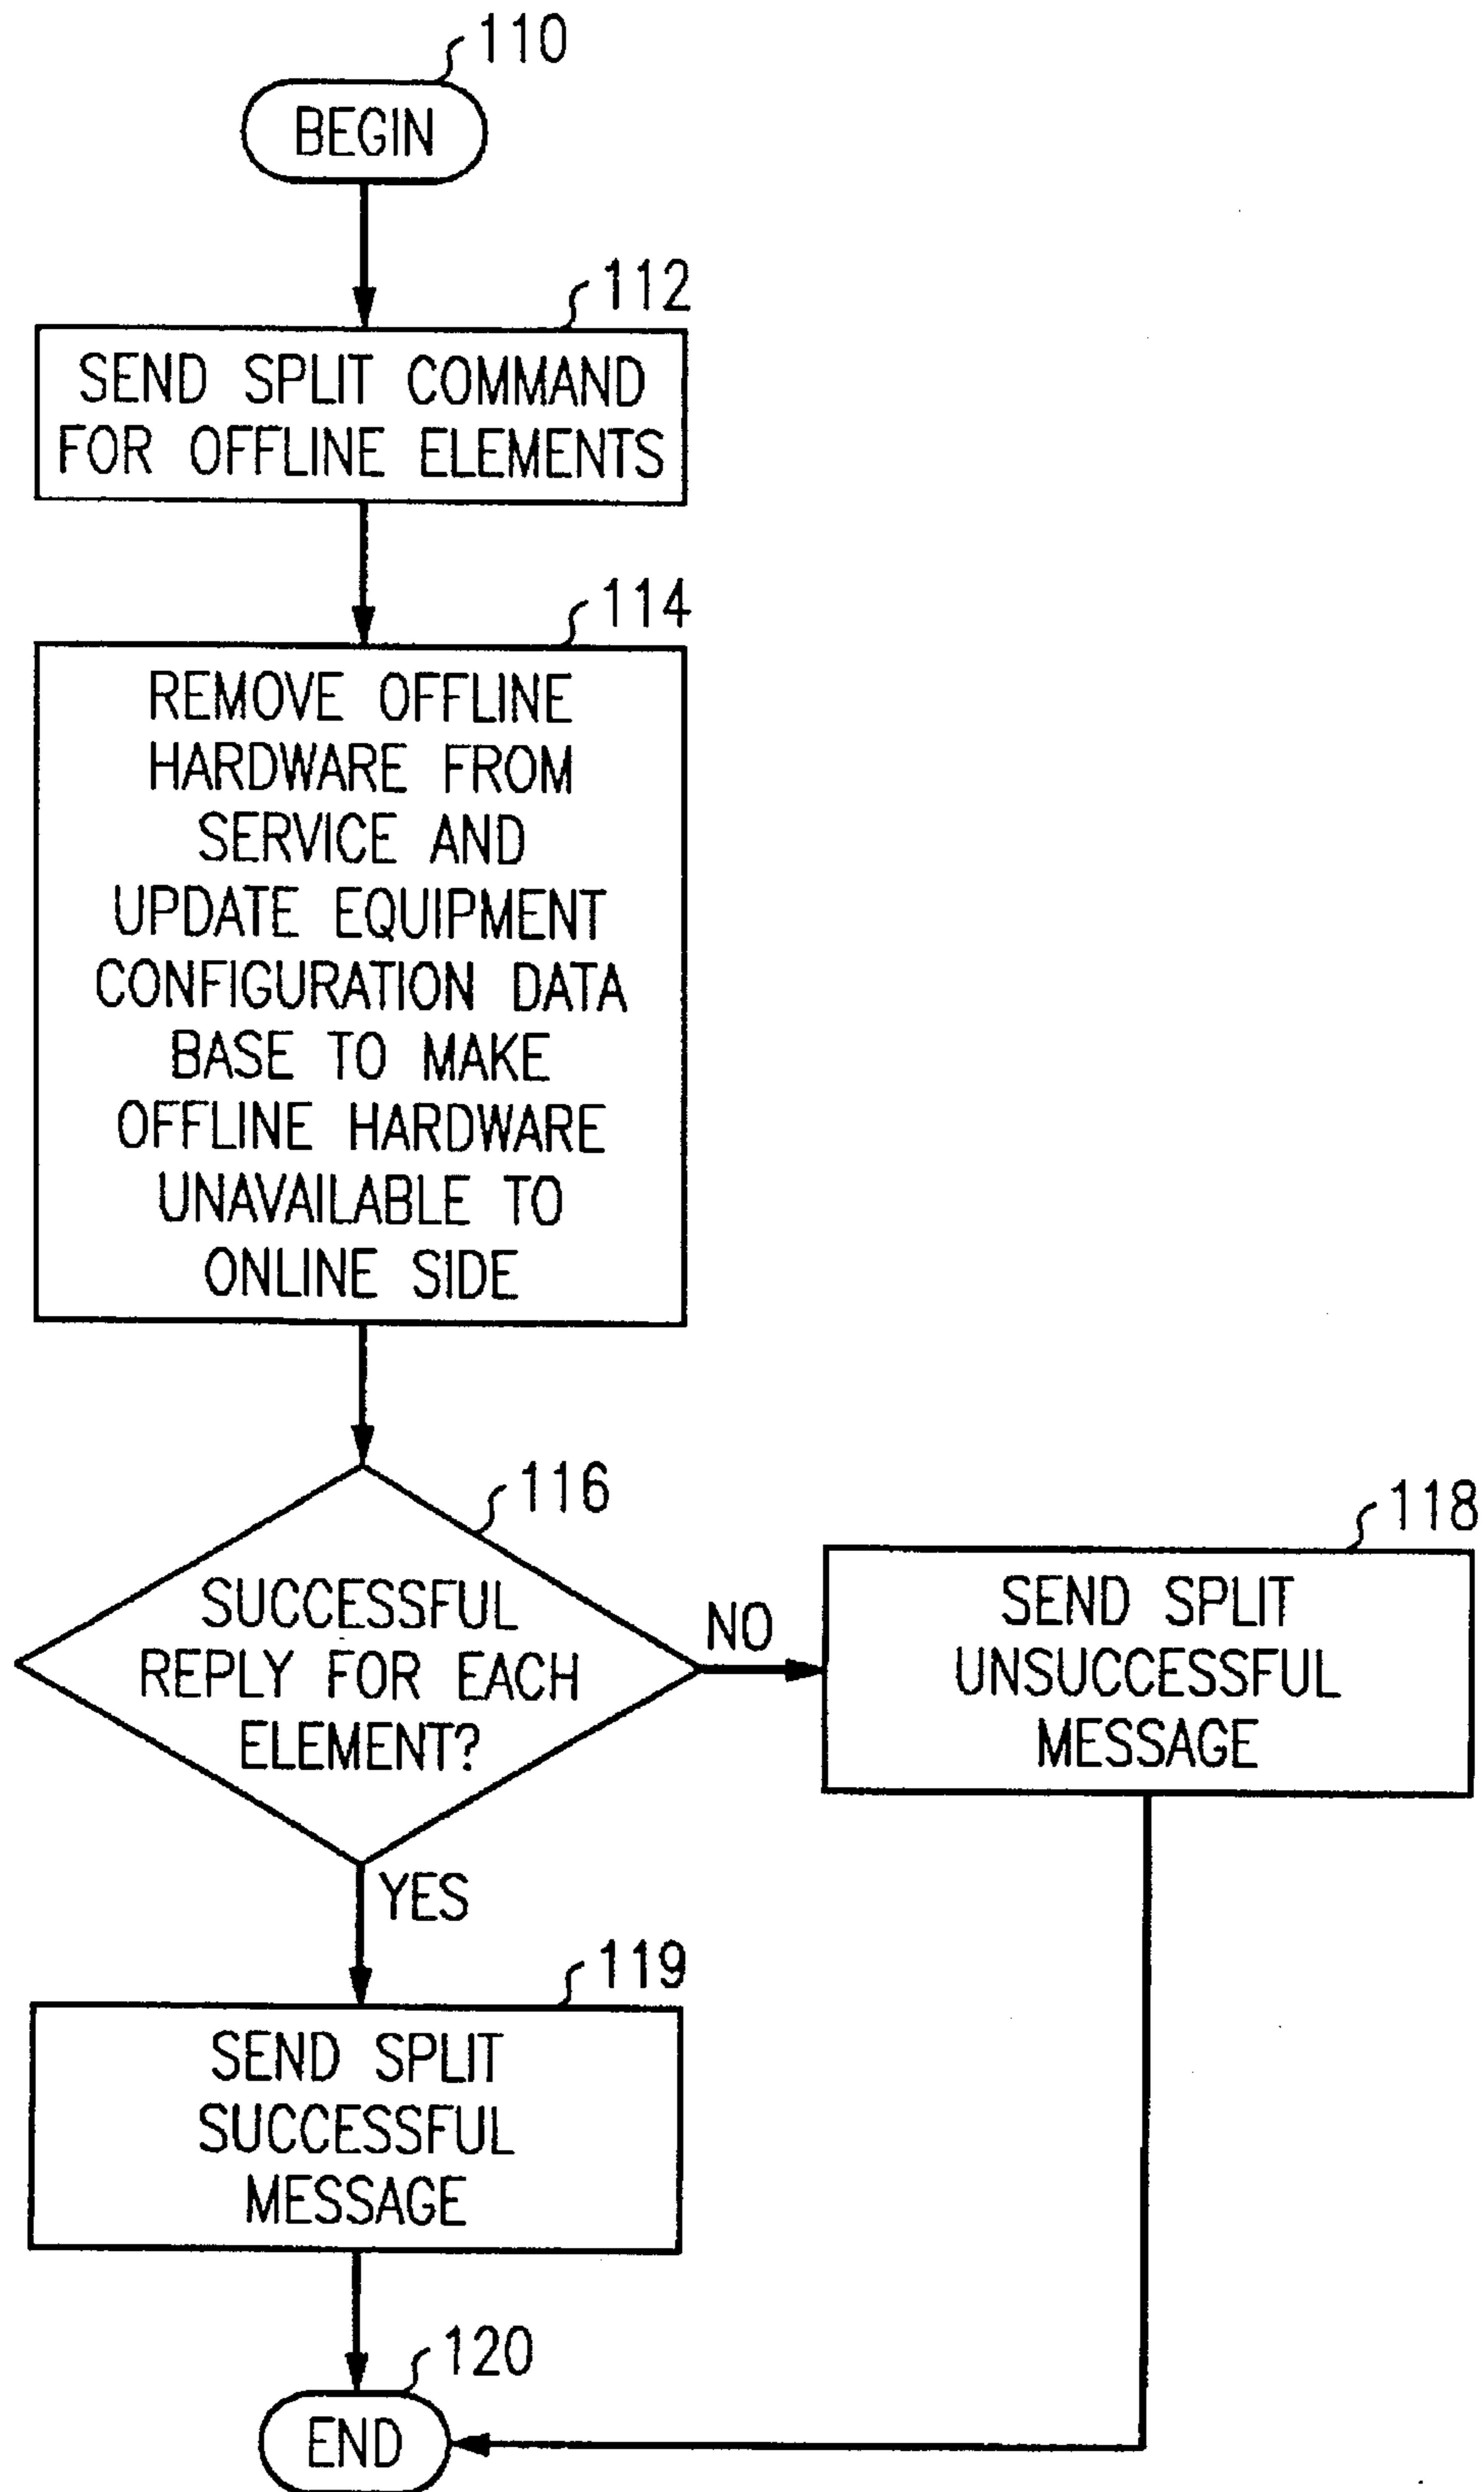 110
BEGIN
112
SEND SPLIT COMMAND
FOR OFFLINE ELEMENTS
114
REMOVE OFFLINE
HARDWARE FROM
SERVICE AND
UPDATE EQUIPMENT
CONFIGURATION DATA
BASE TO MAKE
OFFLINE HARDWARE
UNAVAILABLE TO
ONLINE SIDE
116
SUCCESSFUL
REPLY FOR EACH
ELEMENT?
NO
118
SEND SPLIT
UNSUCCESSFUL
MESSAGE
YES
119
SEND SPLIT
SUCCESSFUL
MESSAGE
120
END